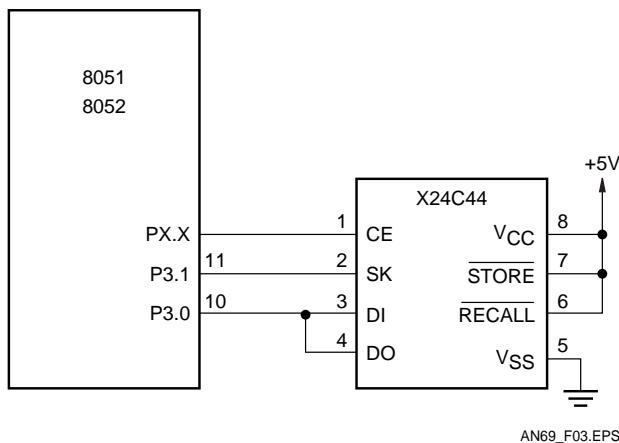 8051
8052
+5V
X24C44
PX.X 1 CE VCC 8
P3.1 11 2 SK STORE 7
P3.0 10 3 DI RECALL 6
4 DO VSS 5
AN69_F03.EPS